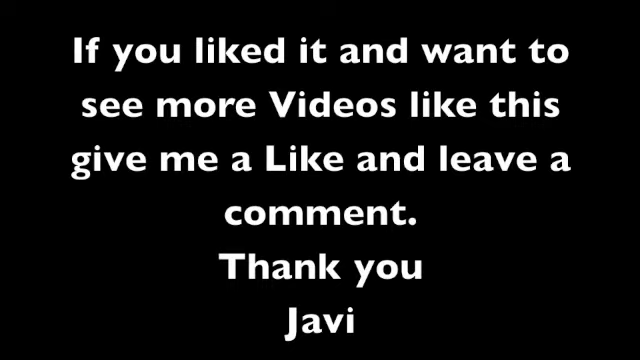 If you liked it and want to
see more Videos like this
give me a Like and leave a
comment.
Thank you
Javi